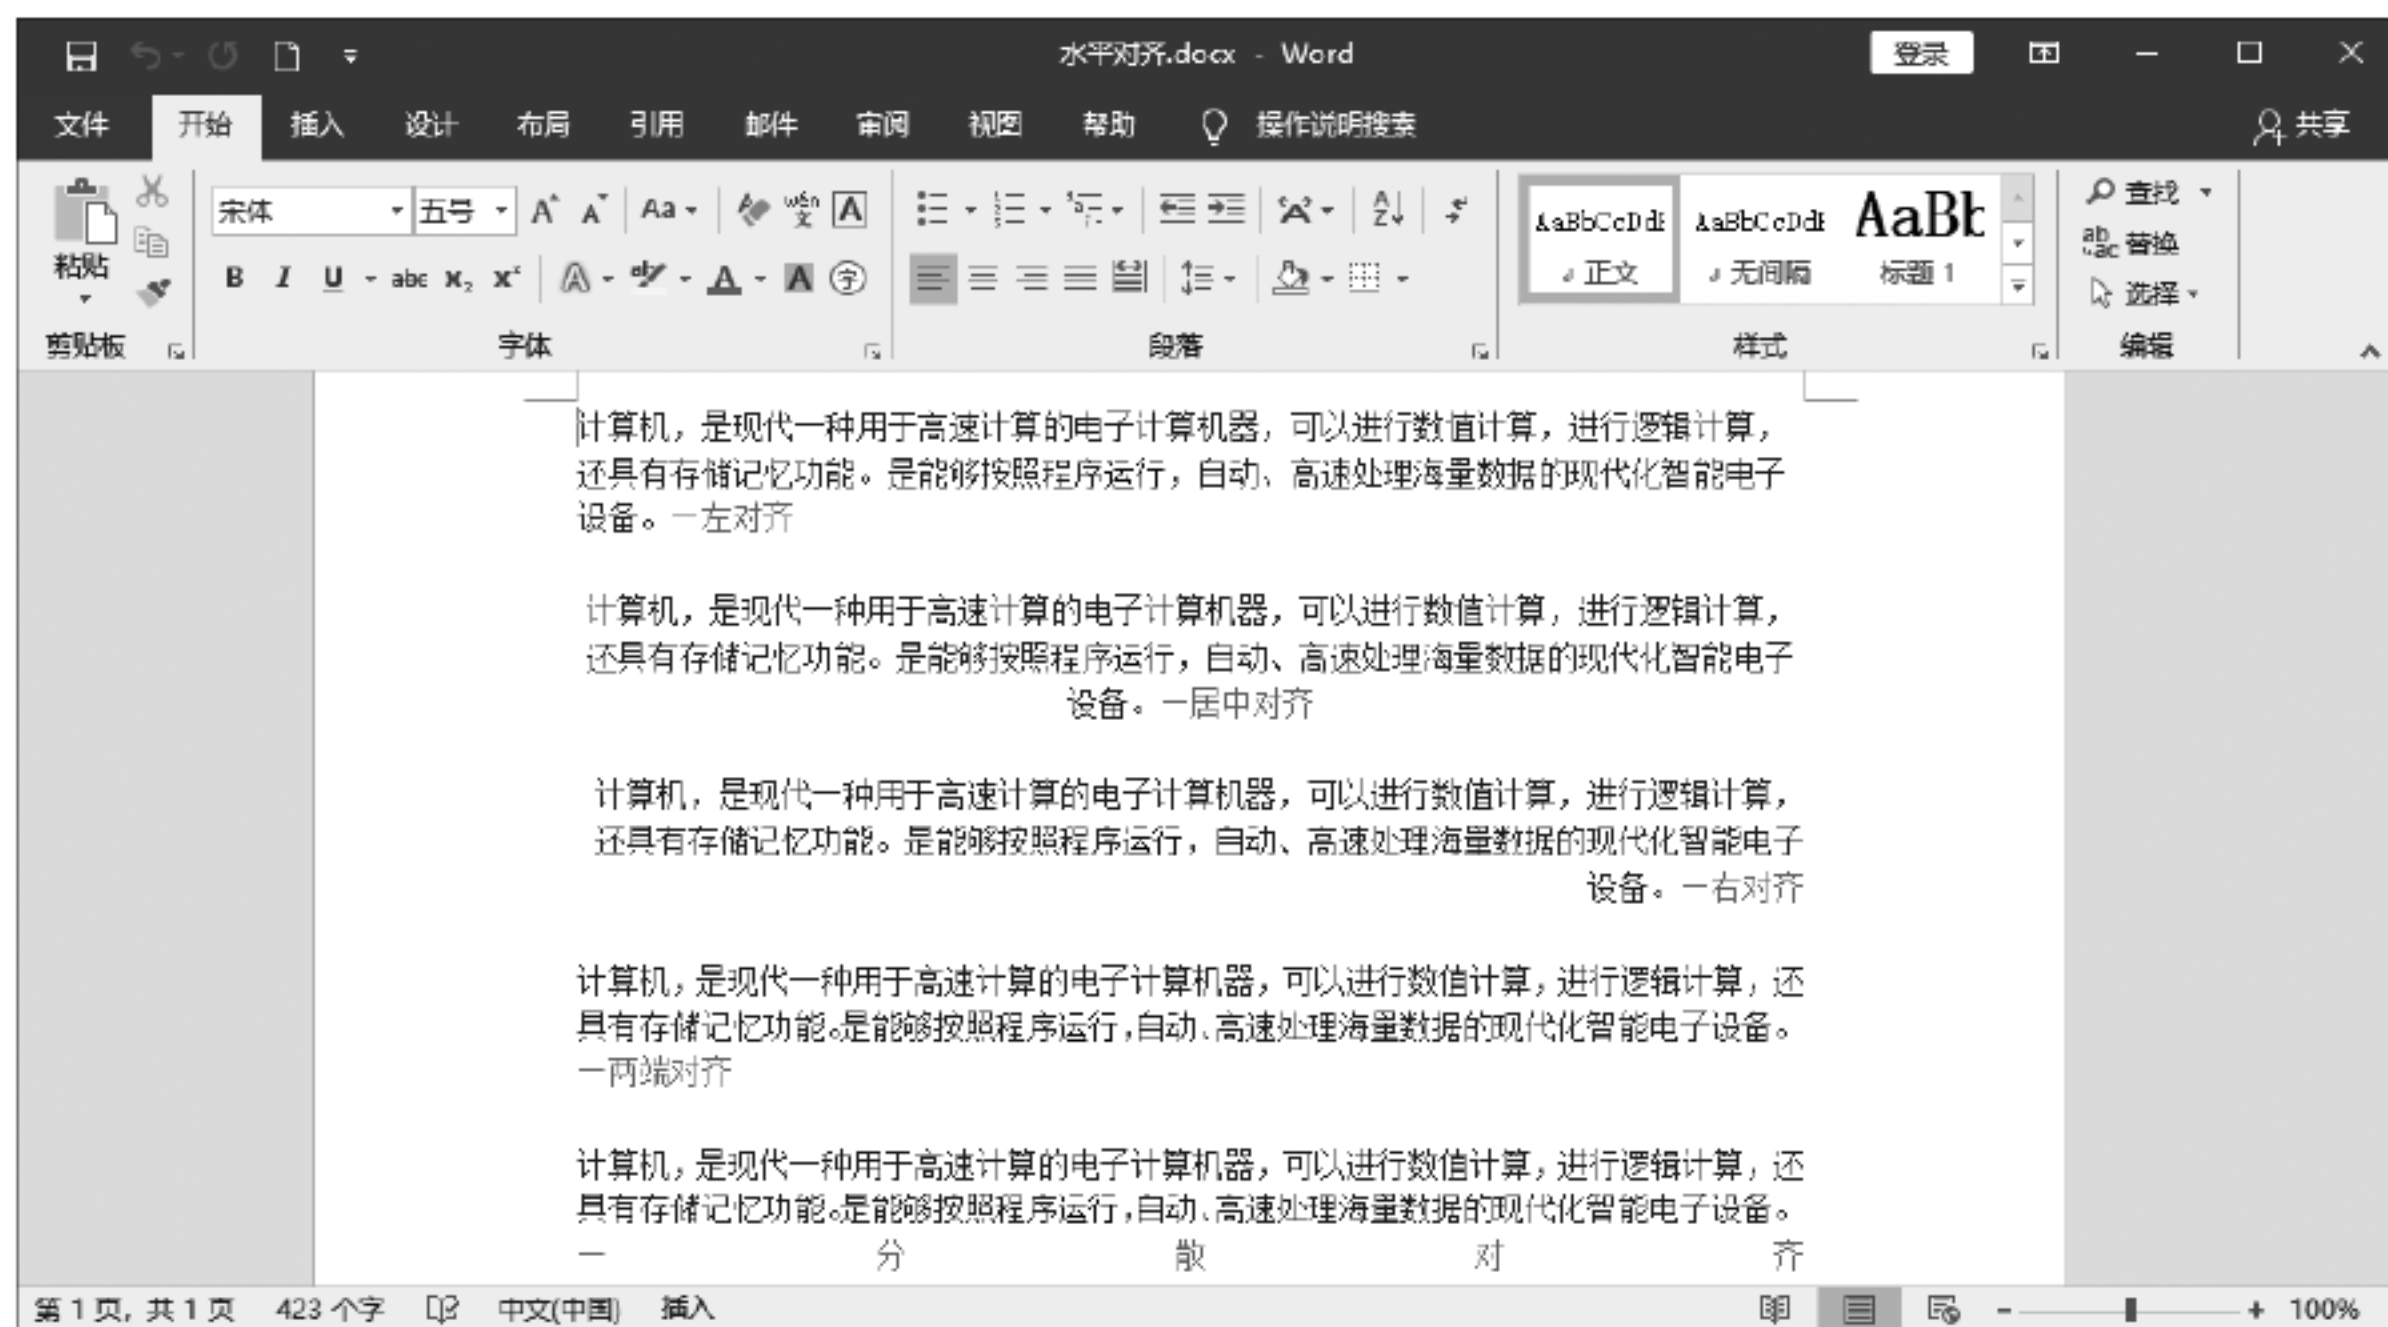 水平对齐.docx - Word
登录
文件 开始 插入 设计 布局 引用 邮件 审阅 视图 帮助 操作说明搜索 共享
粘贴
剪贴板
宋体 五号 A A Aa wén 文 A
B I U abc X₂ X² A aby A A 字
字体
A Z
段落
AaBbCcDdE AaBbCcDdE AaBb
正文 无间隔 标题 1
样式
查找
ab ac 替换
选择
编辑
计算机，是现代一种用于高速计算的电子计算机器，可以进行数值计算，进行逻辑计算，
还具有存储记忆功能。是能够按照程序运行，自动、高速处理海量数据的现代化智能电子
设备。—左对齐
计算机，是现代一种用于高速计算的电子计算机器，可以进行数值计算，进行逻辑计算，
还具有存储记忆功能。是能够按照程序运行，自动、高速处理海量数据的现代化智能电子
设备。—居中对齐
计算机，是现代一种用于高速计算的电子计算机器，可以进行数值计算，进行逻辑计算，
还具有存储记忆功能。是能够按照程序运行，自动、高速处理海量数据的现代化智能电子
设备。—右对齐
计算机，是现代一种用于高速计算的电子计算机器，可以进行数值计算，进行逻辑计算，还
具有存储记忆功能。是能够按照程序运行，自动、高速处理海量数据的现代化智能电子设备。
—两端对齐
计算机，是现代一种用于高速计算的电子计算机器，可以进行数值计算，进行逻辑计算，还
具有存储记忆功能。是能够按照程序运行，自动、高速处理海量数据的现代化智能电子设备。
— 分 散 对 齐
第 1 页，共 1 页 423 个字 中文(中国) 插入 100%